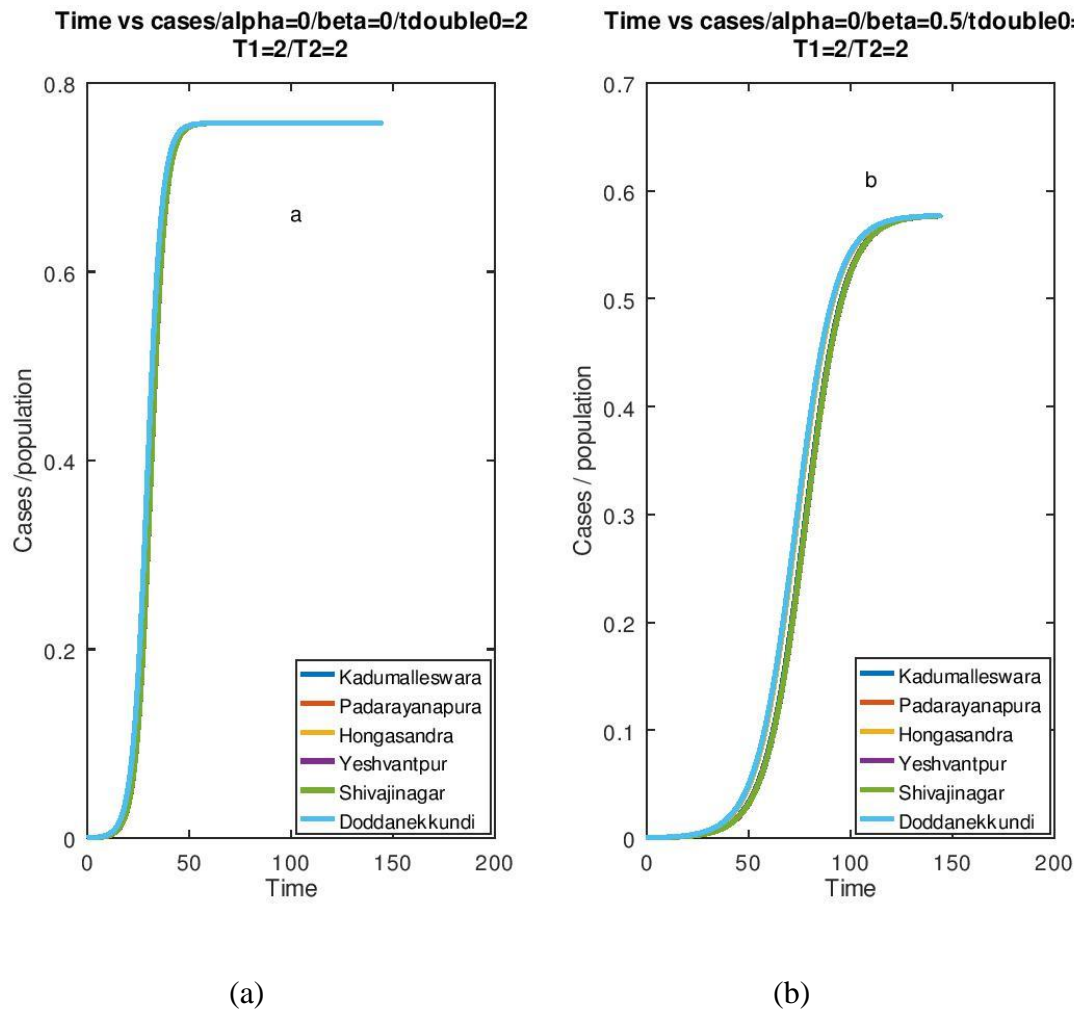 Time vs cases/alpha=0/beta=0/tdouble0=2
T1=2/T2=2
0.8
0.6
0.4
0.2
0
Cases /population
a
Kadumalleswara
Padarayanapura
Hongasandra
Yeshvantpur
Shivajinagar
Doddanekkundi
0
50
100
150
200
Time
(a)
Time vs cases/alpha=0/beta=0.5/tdouble0=
T1=2/T2=2
0.7
0.6
0.5
0.4
0.3
0.2
0.1
0
Cases / population
b
Kadumalleswara
Padarayanapura
Hongasandra
Yeshvantpur
Shivajinagar
Doddanekkundi
0
50
100
150
200
Time
(b)